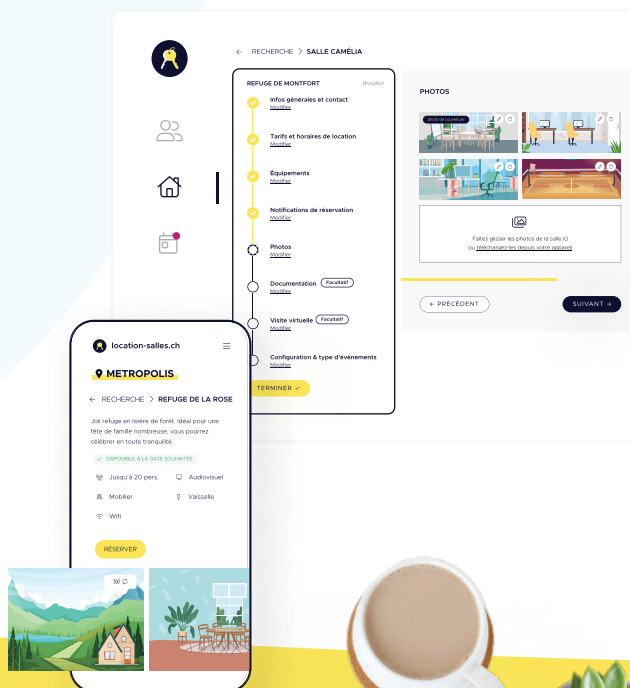 ← RECHERCHE > SALLE CAMÉLIA
REFUGE DE MONTFORT
Brouillon
Infos générales et contact
Modifier
Tarifs et horaires de location
Modifier
Équipements
Modifier
Notifications de réservation
Modifier
Photos
Modifier
Documentation Facultatif
Modifier
Visite virtuelle Facultatif
Modifier
Configuration & type d'événements
Modifier
TERMINER ✓
PHOTOS
photo de couverture
Faites glisser les photos de la salle ici
ou téléchargez-les depuis votre appareil
← PRÉCÉDENT
SUIVANT →
location-salles.ch
METROPOLIS
← RECHERCHE > REFUGE DE LA ROSE
Joli refuge en lisière de forêt. Idéal pour une
fête de famille nombreuse, vous pourrez
célébrer en toute tranquilité.
✓ DISPONIBLE À LA DATE SOUHAITÉE
Jusqu'à 20 pers.
Audiovisuel
Mobilier
Vaisselle
Wifi
RÉSERVER
360